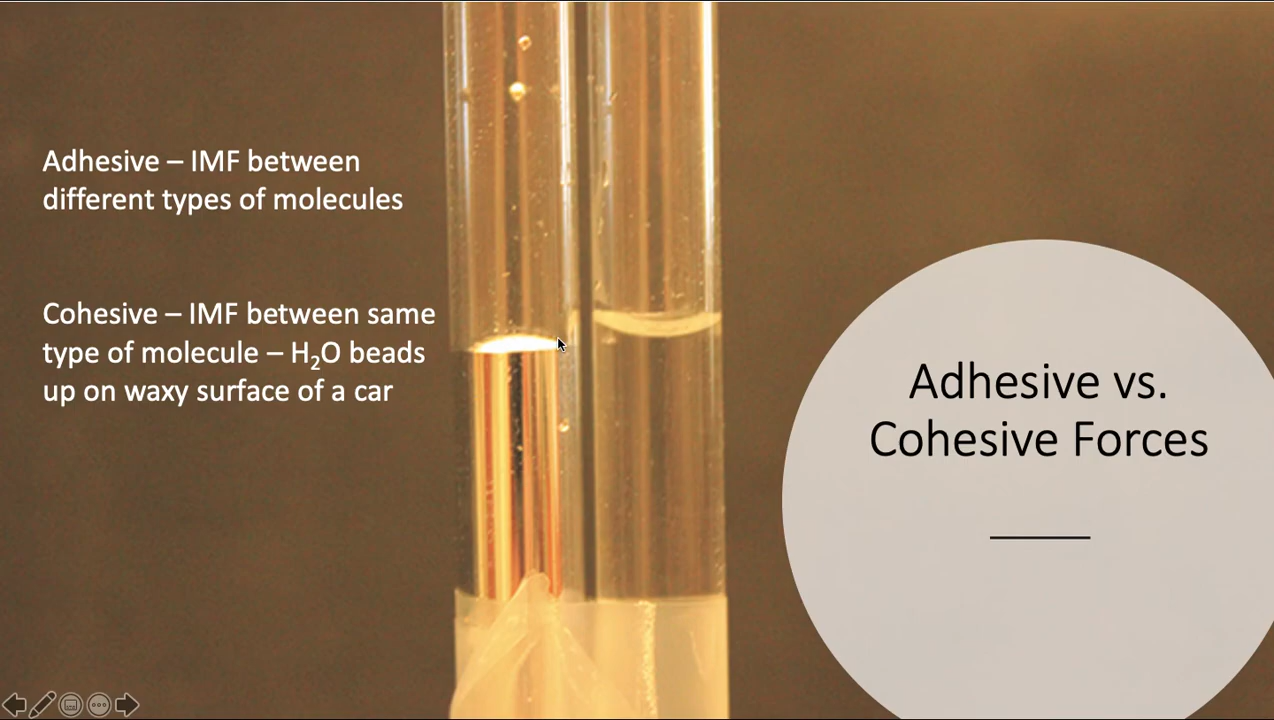 Adhesive – IMF between
different types of molecules
Cohesive – IMF between same
type of molecule – H₂O beads
up on waxy surface of a car
Adhesive vs.
Cohesive Forces